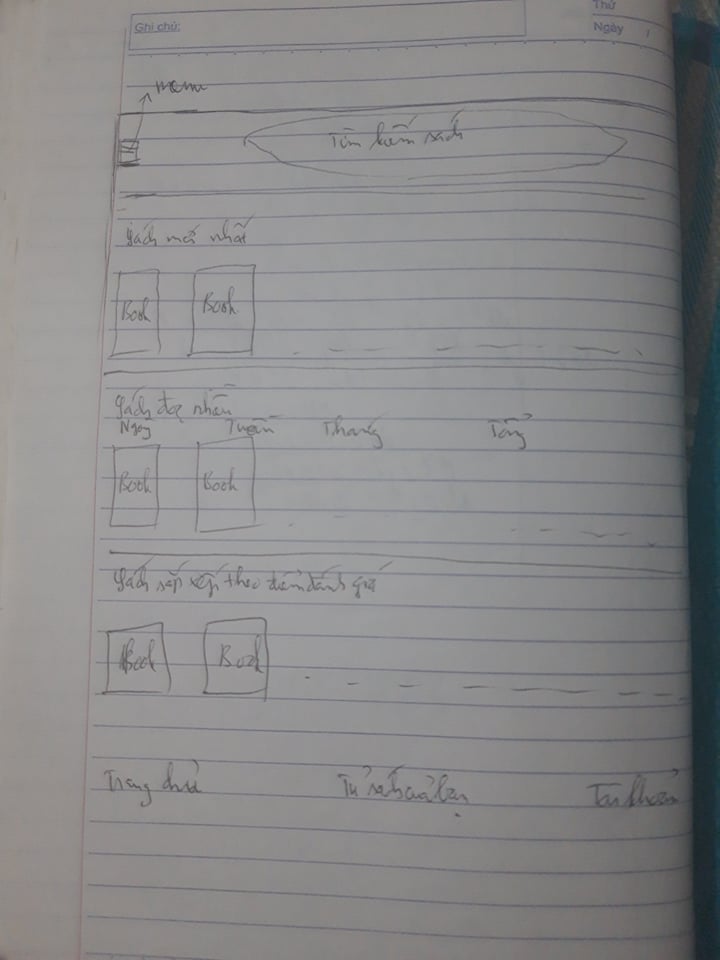 Thứ
Ghi chú:
Ngày
menu
Tìm kiếm sách
Sách mới nhất
Book Book
Sách đọc nhiều
Ngày Tuần Tháng Tổng
Book Book
Sách sắp xếp theo điểm đánh giá
Book Book
Trang chủ Tủ sách của bạn Tài khoản